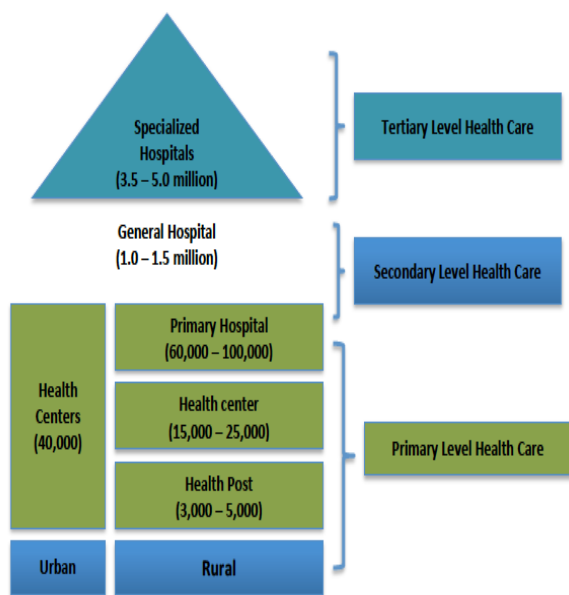 Specialized
Hospitals
(3.5 – 5.0 million)
Tertiary Level Health Care
General Hospital
(1.0 – 1.5 million)
Secondary Level Health Care
Primary Hospital
(60,000 – 100,000)
Health
Centers
(40,000)
Health center
(15,000 – 25,000)
Primary Level Health Care
Health Post
(3,000 – 5,000)
Urban
Rural